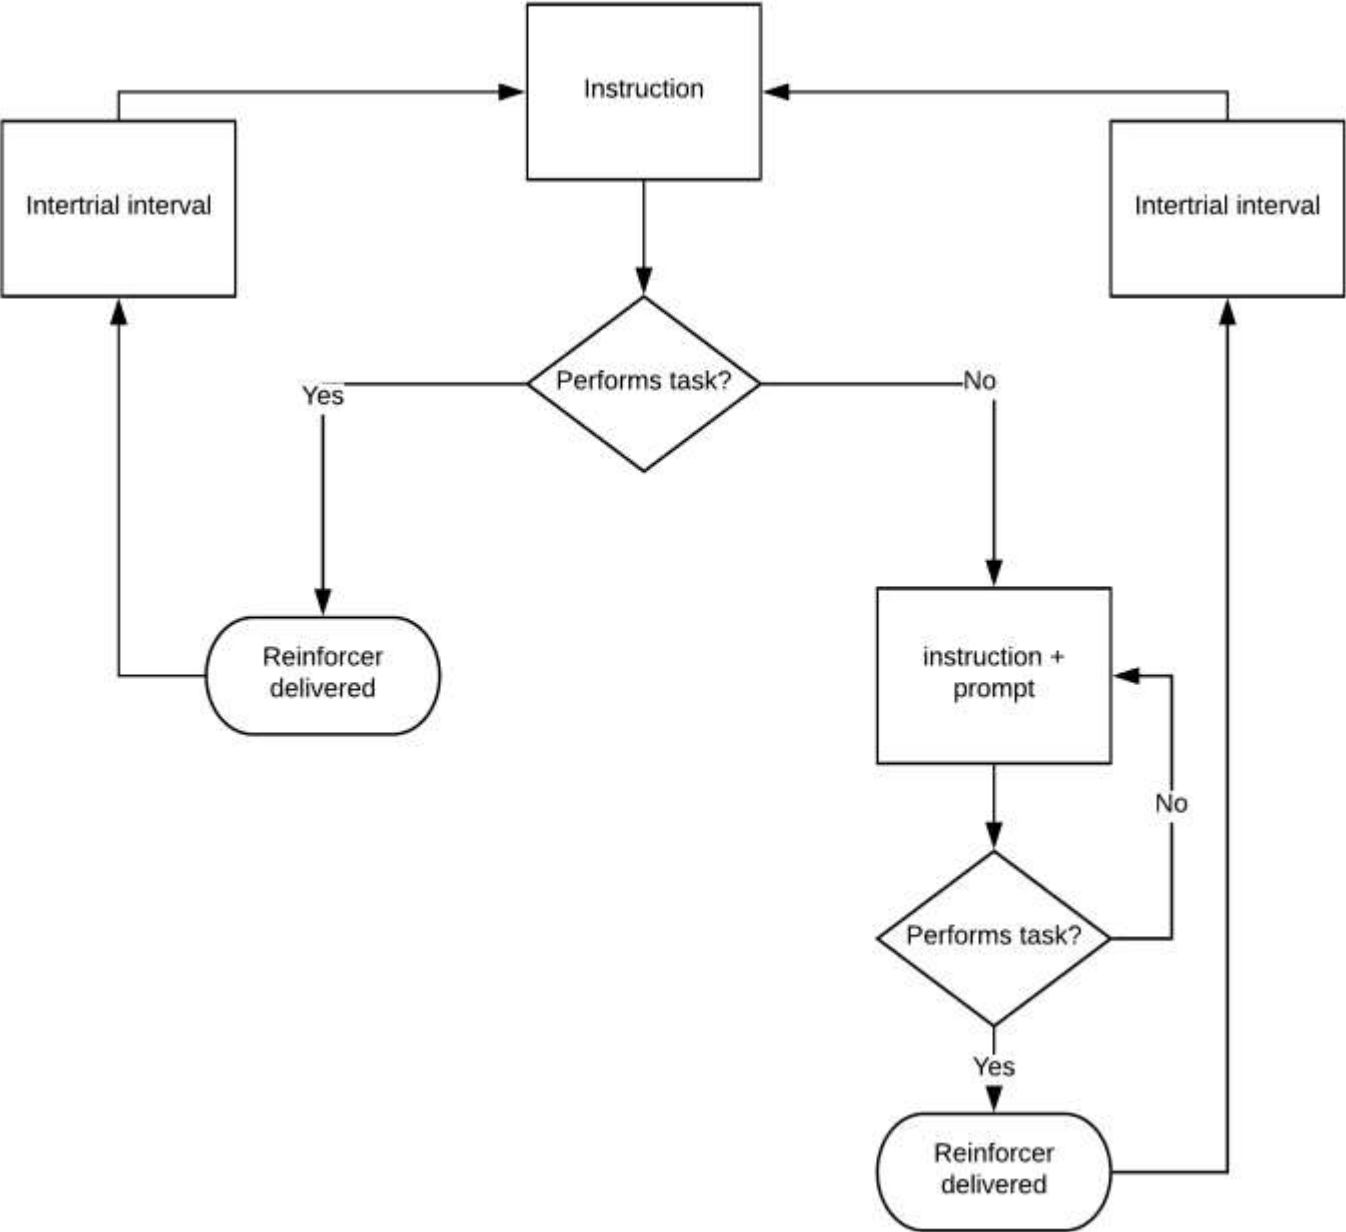 Instruction
Intertrial interval
Intertrial interval
Performs task?
Yes
No
Reinforcer
delivered
instruction +
prompt
No
Performs task?
Yes
Reinforcer
delivered